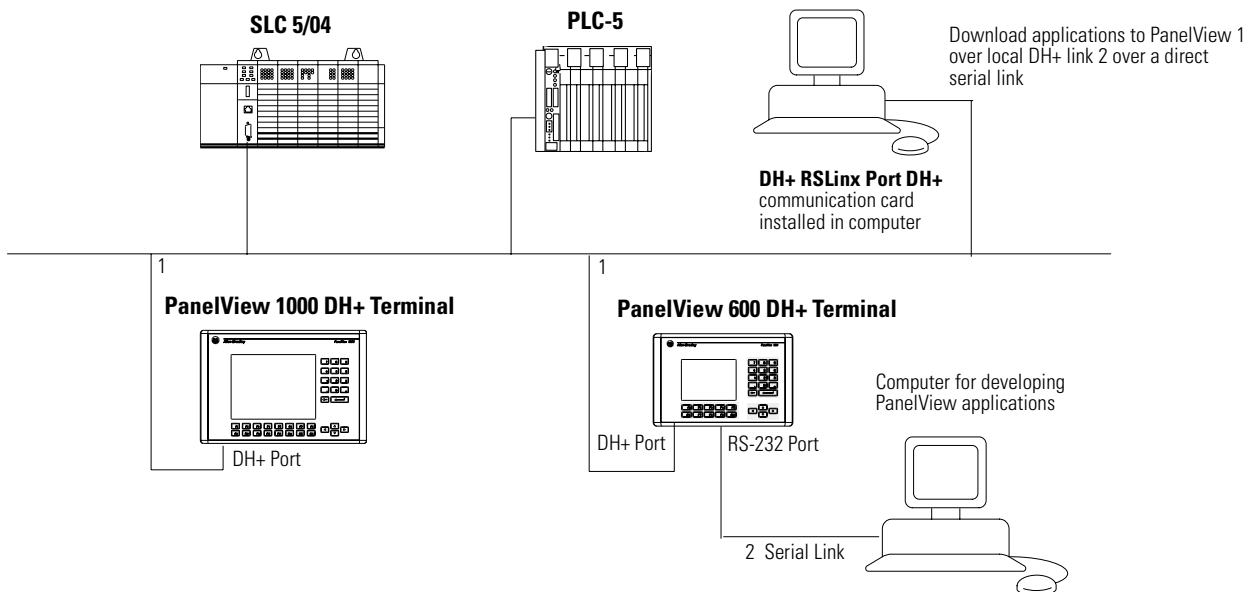 SLC 5/04
PLC-5
Download applications to PanelView 1
over local DH+ link 2 over a direct
serial link
DH+ RSLinx Port DH+
communication card
installed in computer
1
1
PanelView 1000 DH+ Terminal
PanelView 600 DH+ Terminal
Computer for developing
PanelView applications
DH+ Port
DH+ Port
RS-232 Port
2 Serial Link